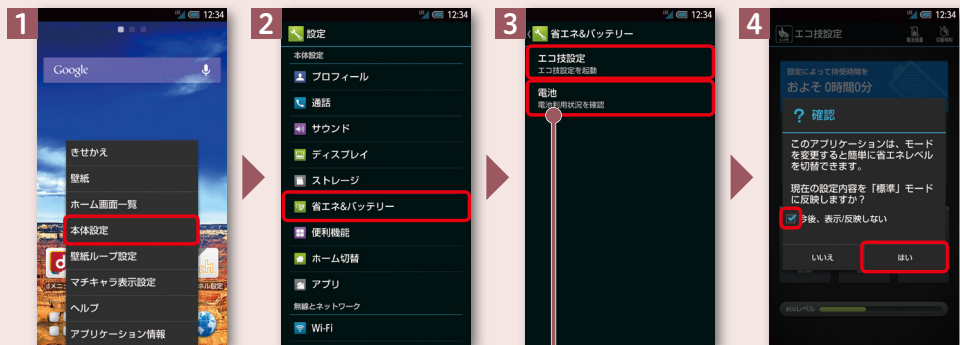 1
12:34
Google
きせかえ
壁紙
ホーム画面一覧
本体設定
壁紙ループ設定
マチキャラ表示設定
ヘルプ
アプリケーション情報
2
12:34
設定
本体設定
プロフィール
通話
サウンド
ディスプレイ
ストレージ
省エネ&バッテリー
便利機能
ホーム切替
アプリ
無線とネットワーク
Wi-Fi
3
12:34
省エネ&バッテリー
エコ技設定
エコ技設定を起動
電池
電池利用状況を確認
4
12:34
エコ技設定
設定によって待受時間を
およそ 0時間0分
? 確認
このアプリケーションは、モード
を変更すると簡単に省エネレベル
を切替できます。
現在の設定内容を「標準」モード
に反映しますか?
今後、表示/反映しない
いいえ
はい
ecoレベル